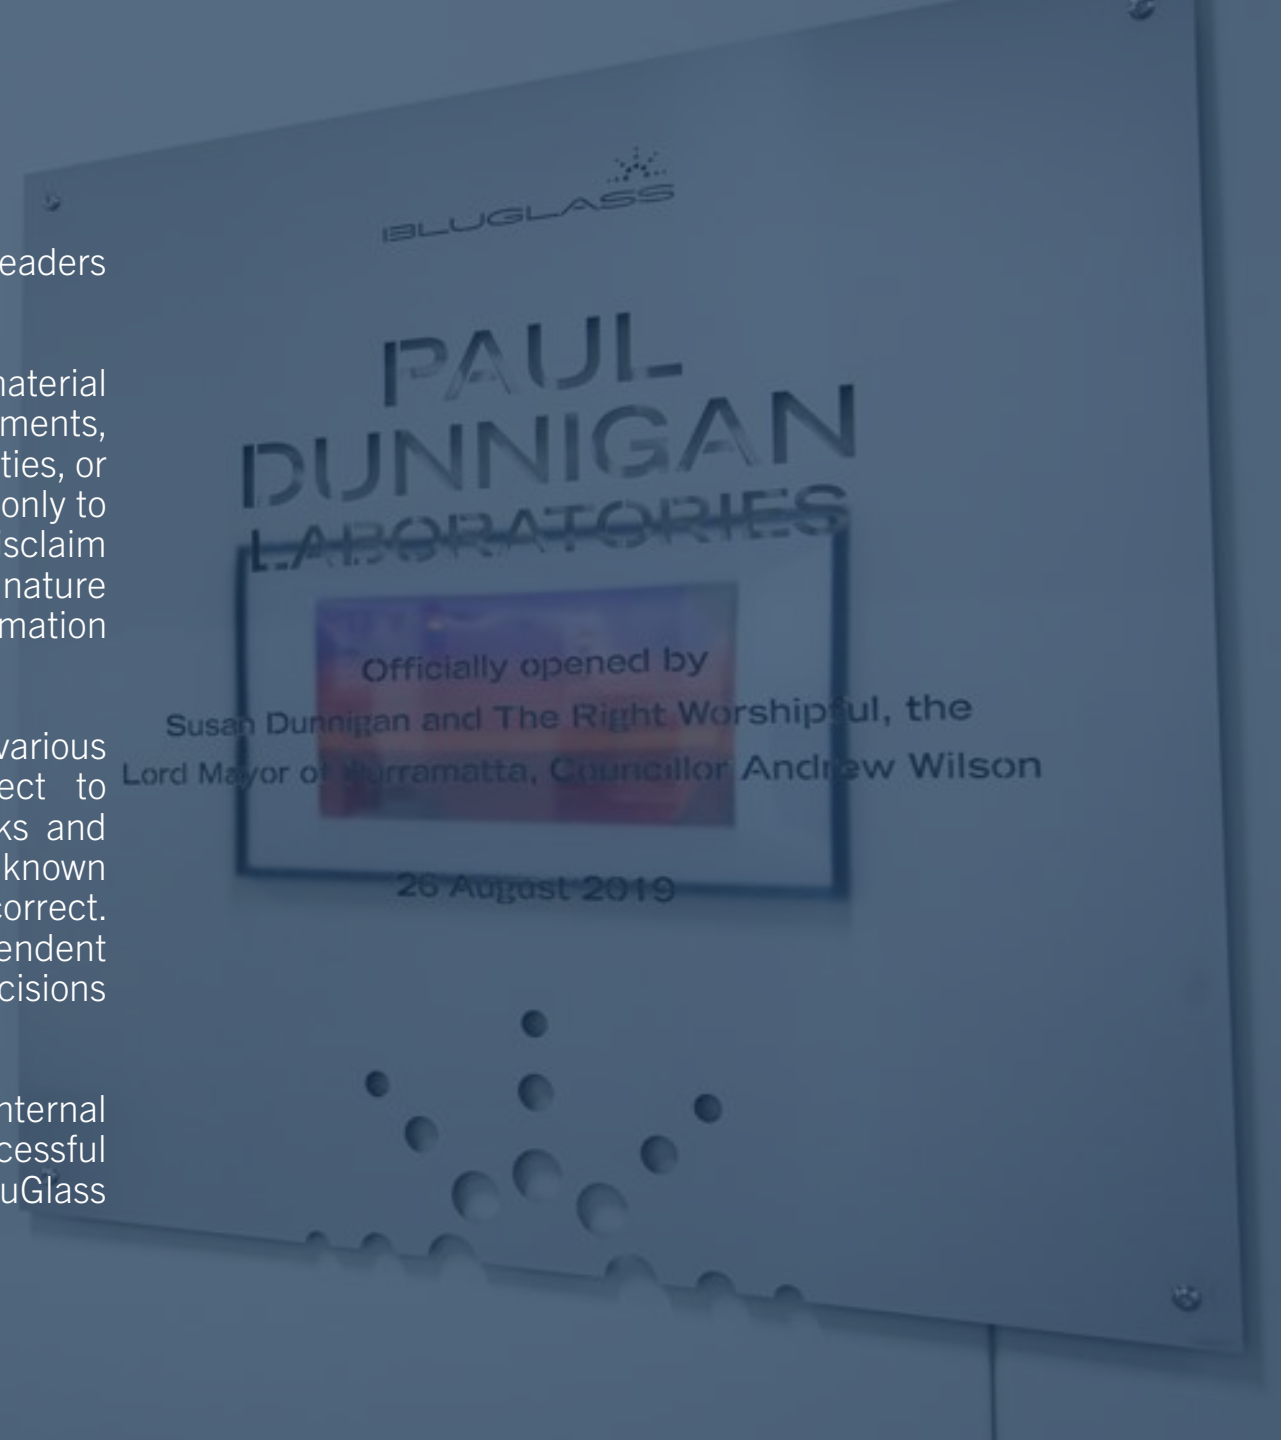 eaders
aterial
ments,
ties, or
only to
isclaim
nature
mation
various
ect to
ks and
known
correct.
endent
cisions
nternal
cessful
uGlass
BLUGLASS
PAUL
DUNNIGAN
LABORATORIES
Officially opened by
Susan Dunnigan and The Right Worshipful, the
Lord Mayor of Parramatta, Councillor Andrew Wilson
26 August 2019